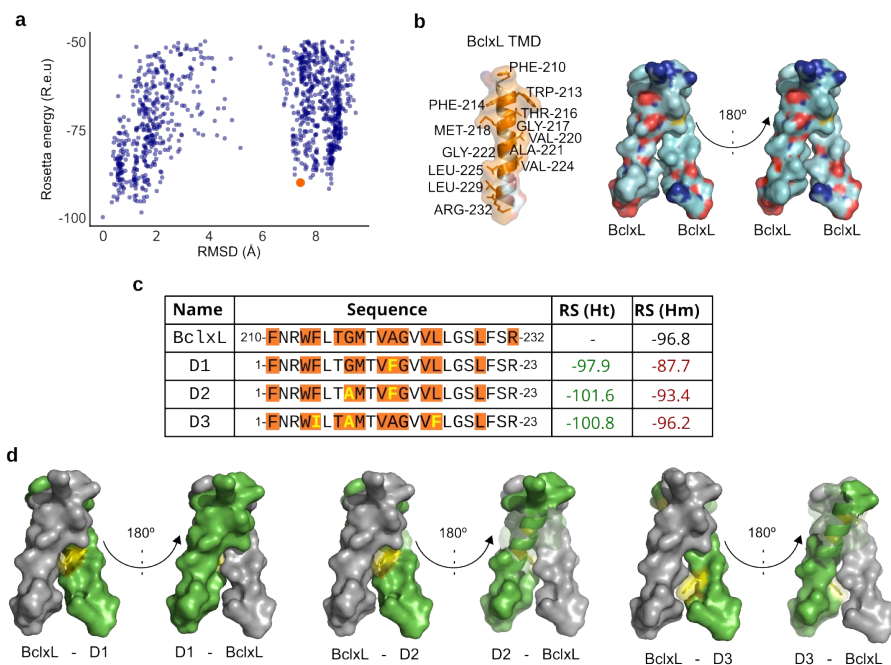 a
-50
-75
-100
Rosetta energy (R.e.u)
0 2 4 6 8
RMSD (Å)
b
BclxL TMD
PHE-210
TRP-213
PHE-214
THR-216
GLY-217
MET-218
VAL-220
GLY-222
ALA-221
VAL-224
LEU-225
LEU-229
ARG-232
180°
BclxL BclxL BclxL BclxL
c
Name Sequence RS (Ht) RS (Hm)
BclxL 210-FNRWFLTGMTVAGVVLLGSLFSR-232 - -96.8
D1 1-FNRWFLTGMTVFGVVLLGSLFSR-23 -97.9 -87.7
D2 1-FNRWFLTAMTVFGVVLLGSLFSR-23 -101.6 -93.4
D3 1-FNRWILTAMTVAGVVFLGSLFSR-23 -100.8 -96.2
d
180° 180° 180°
BclxL - D1 D1 - BclxL BclxL - D2 D2 - BclxL BclxL - D3 D3 - BclxL